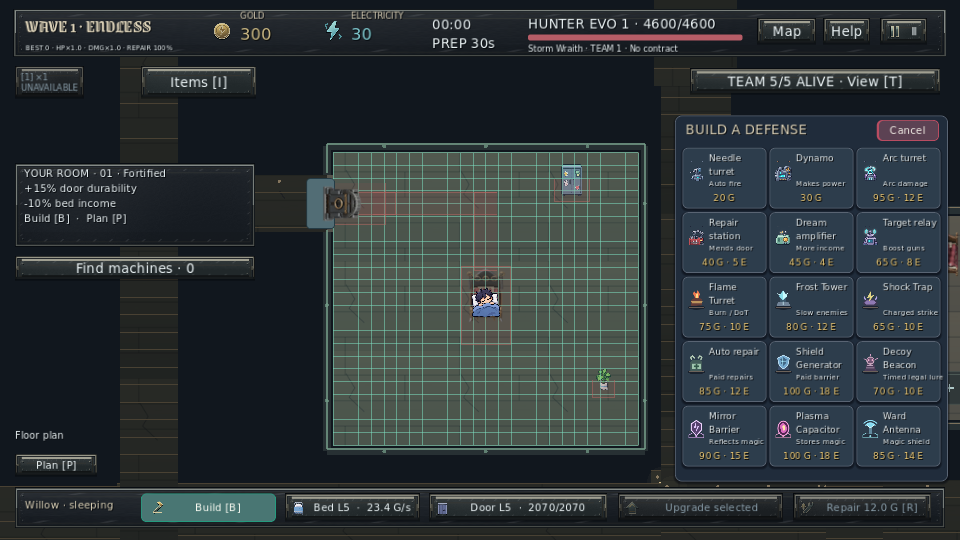 WAVE 1 · ENDLESS
BEST 0 · HP×1.0 · DMG×1.0 · REPAIR 100%
GOLD
300
ELECTRICITY
30
00:00
PREP 30s
HUNTER EVO 1 · 4600/4600
Storm Wraith · TEAM 1 · No contract
Map
Help
[1] ×1
UNAVAILABLE
Items [I]
TEAM 5/5 ALIVE · View [T]
YOUR ROOM · 01 · Fortified
+15% door durability
-10% bed income
Build [B] · Plan [P]
Find machines · 0
BUILD A DEFENSE
Cancel
Needle turret
Auto fire
20 G
Dynamo
Makes power
30 G
Arc turret
Arc damage
95 G · 12 E
Repair station
Mends door
40 G · 5 E
Dream amplifier
More income
45 G · 4 E
Target relay
Boost guns
65 G · 8 E
Flame Turret
Burn / DoT
75 G · 10 E
Frost Tower
Slow enemies
80 G · 12 E
Shock Trap
Charged strike
65 G · 10 E
Auto repair
Paid repairs
85 G · 12 E
Shield Generator
Paid barrier
100 G · 18 E
Decoy Beacon
Timed legal lure
70 G · 10 E
Mirror Barrier
Reflects magic
90 G · 15 E
Plasma Capacitor
Stores magic
100 G · 18 E
Ward Antenna
Magic shield
85 G · 14 E
Floor plan
Plan [P]
Willow · sleeping
Build [B]
Bed L5 · 23.4 G/s
Door L5 · 2070/2070
Upgrade selected
Repair 12.0 G [R]